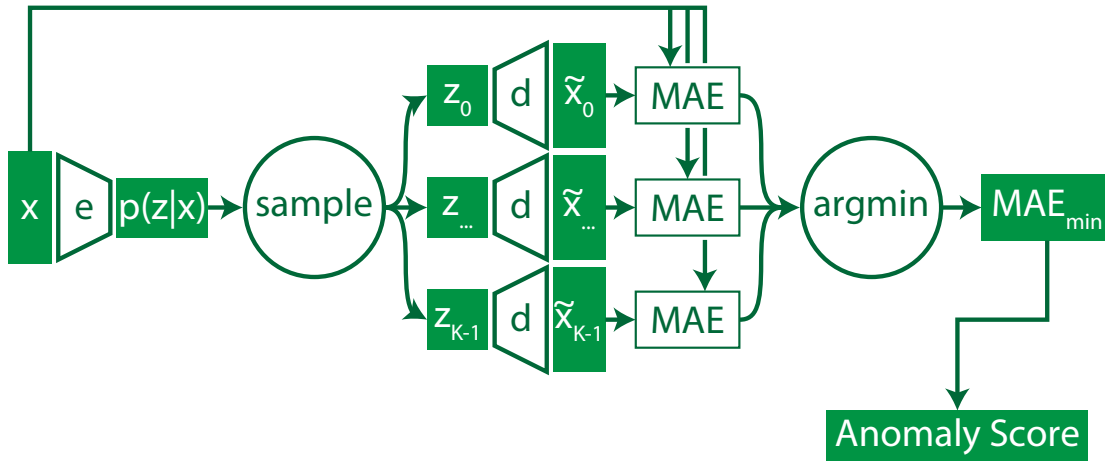 x
e
p(z|x)
sample
z0
d
x̃0
MAE
z...
d
x̃...
MAE
zK-1
d
x̃K-1
MAE
argmin
MAEmin
Anomaly Score